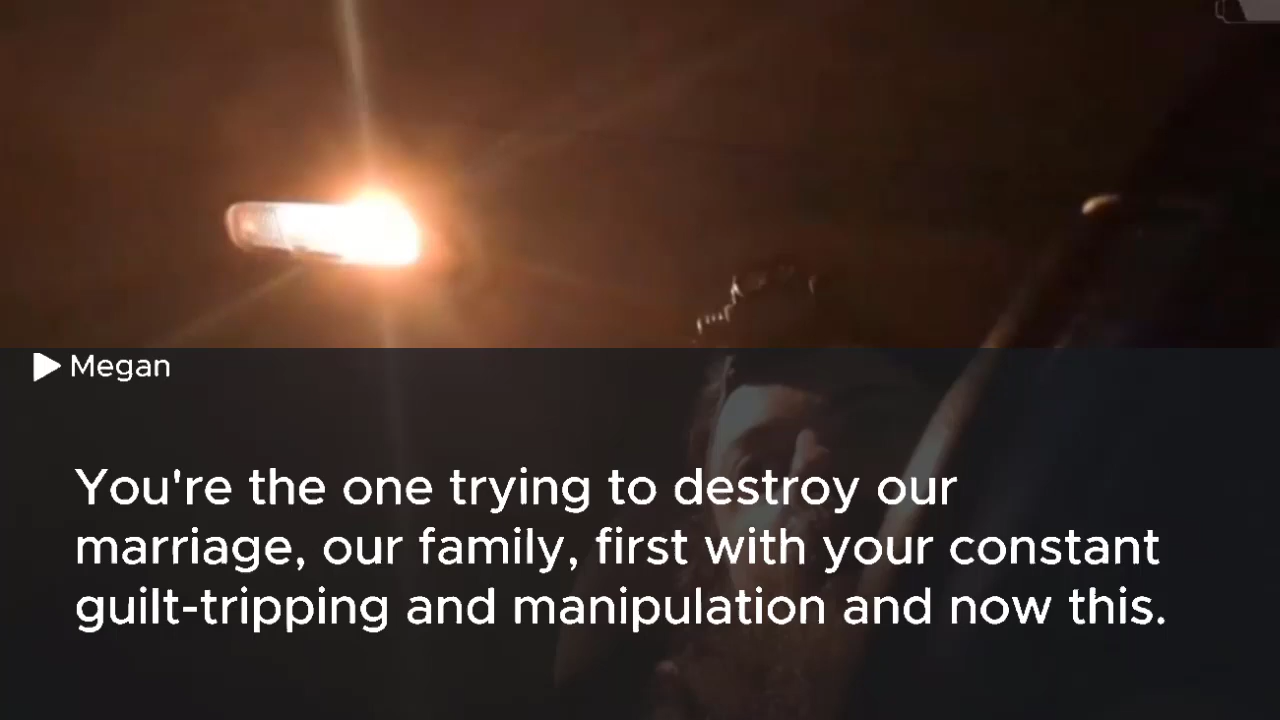 Megan
You're the one trying to destroy our
marriage, our family, first with your constant
guilt-tripping and manipulation and now this.